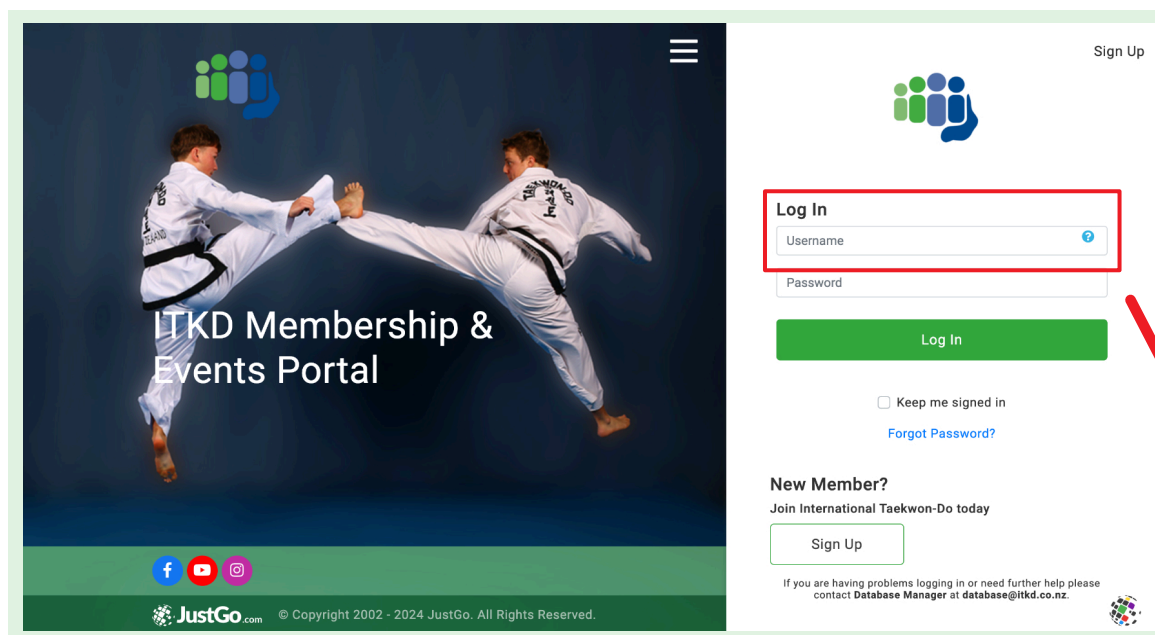 Sign Up
Log In
Username
?
Password
Log In
Keep me signed in
Forgot Password?
New Member?
Join International Taekwon-Do today
Sign Up
If you are having problems logging in or need further help please
contact Database Manager at database@itkd.co.nz.
ITKD Membership &
Events Portal
JustGo.com © Copyright 2002 - 2024 JustGo. All Rights Reserved.